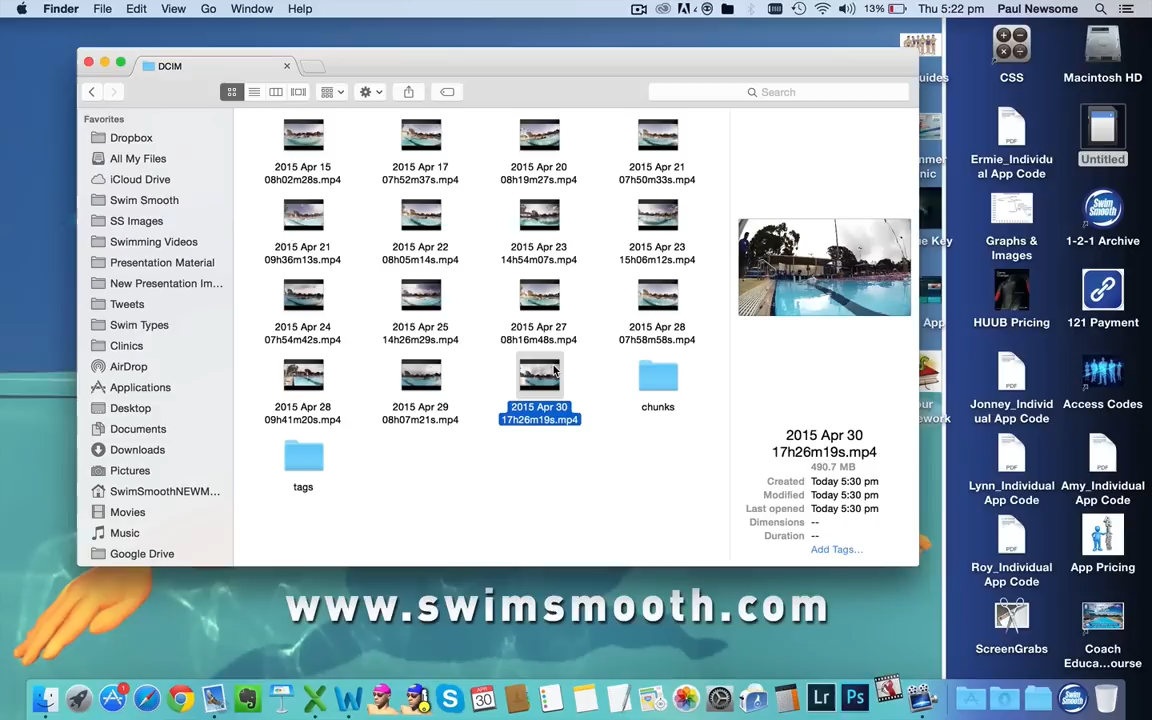 Finder File Edit View Go Window Help
13% Thu 5:22 pm Paul Newsome
DCIM
Search
Favorites
Dropbox
All My Files
iCloud Drive
Swim Smooth
SS Images
Swimming Videos
Presentation Material
New Presentation Im...
Tweets
Swim Types
Clinics
AirDrop
Applications
Desktop
Documents
Downloads
Pictures
SwimSmoothNEWM...
Movies
Music
Google Drive
2015 Apr 15
08h02m28s.mp4
2015 Apr 17
07h52m37s.mp4
2015 Apr 20
08h19m27s.mp4
2015 Apr 21
07h50m33s.mp4
2015 Apr 21
09h36m13s.mp4
2015 Apr 22
08h05m14s.mp4
2015 Apr 23
14h54m07s.mp4
2015 Apr 23
15h06m12s.mp4
2015 Apr 24
07h54m42s.mp4
2015 Apr 25
14h26m29s.mp4
2015 Apr 27
08h16m48s.mp4
2015 Apr 28
07h58m58s.mp4
2015 Apr 28
09h41m20s.mp4
2015 Apr 29
08h07m21s.mp4
2015 Apr 30
17h26m19s.mp4
chunks
tags
2015 Apr 30
17h26m19s.mp4
490.7 MB
Created Today 5:30 pm
Modified Today 5:30 pm
Last opened Today 5:30 pm
Dimensions --
Duration --
Add Tags...
CSS
Macintosh HD
Ermie_Individu
al App Code
Untitled
Graphs &
Images
Swim
Smooth
1-2-1 Archive
HUUB Pricing
121 Payment
Jonney_Individ
ual App Code
Access Codes
Lynn_Individual
App Code
Amy_Individual
App Code
Roy_Individual
App Code
App Pricing
ScreenGrabs
Coach
Educa...ourse
www.swimsmooth.com
Lr
Ps